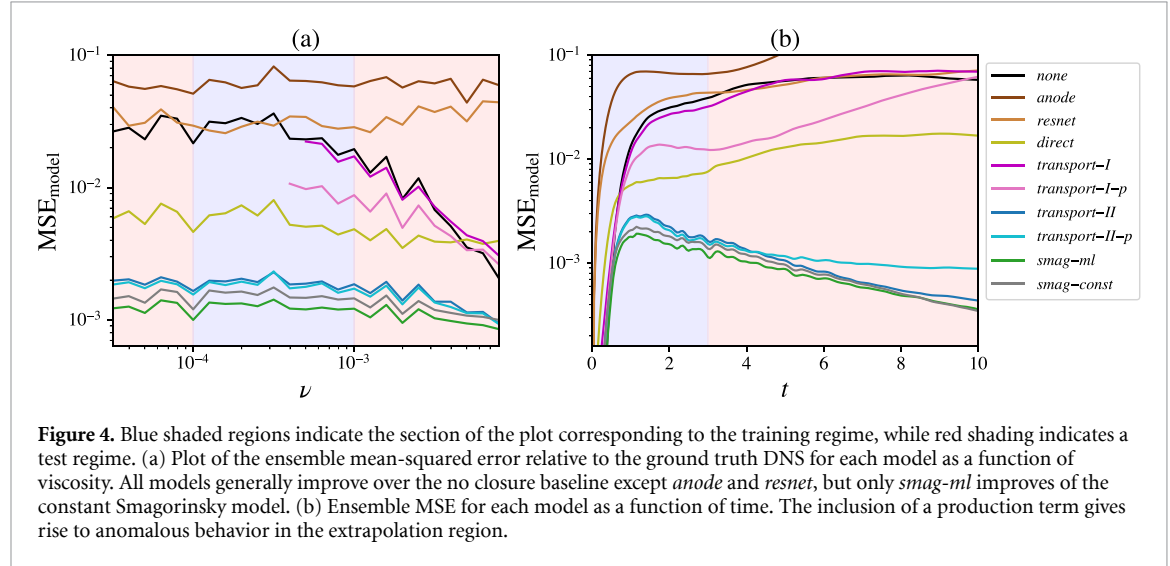 (a)
(b)
10⁻¹
10⁻²
10⁻³
MSE_model
10⁻⁴
10⁻³
ν
10⁻¹
10⁻²
10⁻³
MSE_model
0
2
4
6
8
10
t
none
anode
resnet
direct
transport−I
transport−I−p
transport−II
transport−II−p
smag−ml
smag−const
Figure 4. Blue shaded regions indicate the section of the plot corresponding to the training regime, while red shading indicates a
test regime. (a) Plot of the ensemble mean-squared error relative to the ground truth DNS for each model as a function of
viscosity. All models generally improve over the no closure baseline except anode and resnet, but only smag-ml improves of the
constant Smagorinsky model. (b) Ensemble MSE for each model as a function of time. The inclusion of a production term gives
rise to anomalous behavior in the extrapolation region.